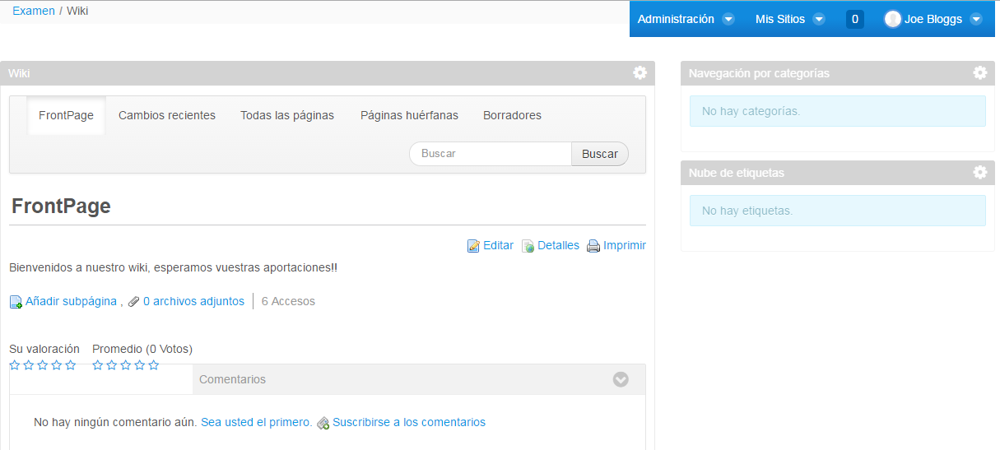 Examen / Wiki
Administración Mis Sitios 0 Joe Bloggs
Wiki
FrontPage Cambios recientes Todas las páginas Páginas huérfanas Borradores
Buscar Buscar
FrontPage
Editar Detalles Imprimir
Bienvenidos a nuestro wiki, esperamos vuestras aportaciones!!
Añadir subpágina , 0 archivos adjuntos 6 Accesos
Su valoración Promedio (0 Votos)
Comentarios
No hay ningún comentario aún. Sea usted el primero. Suscribirse a los comentarios
Navegación por categorías
No hay categorías.
Nube de etiquetas
No hay etiquetas.